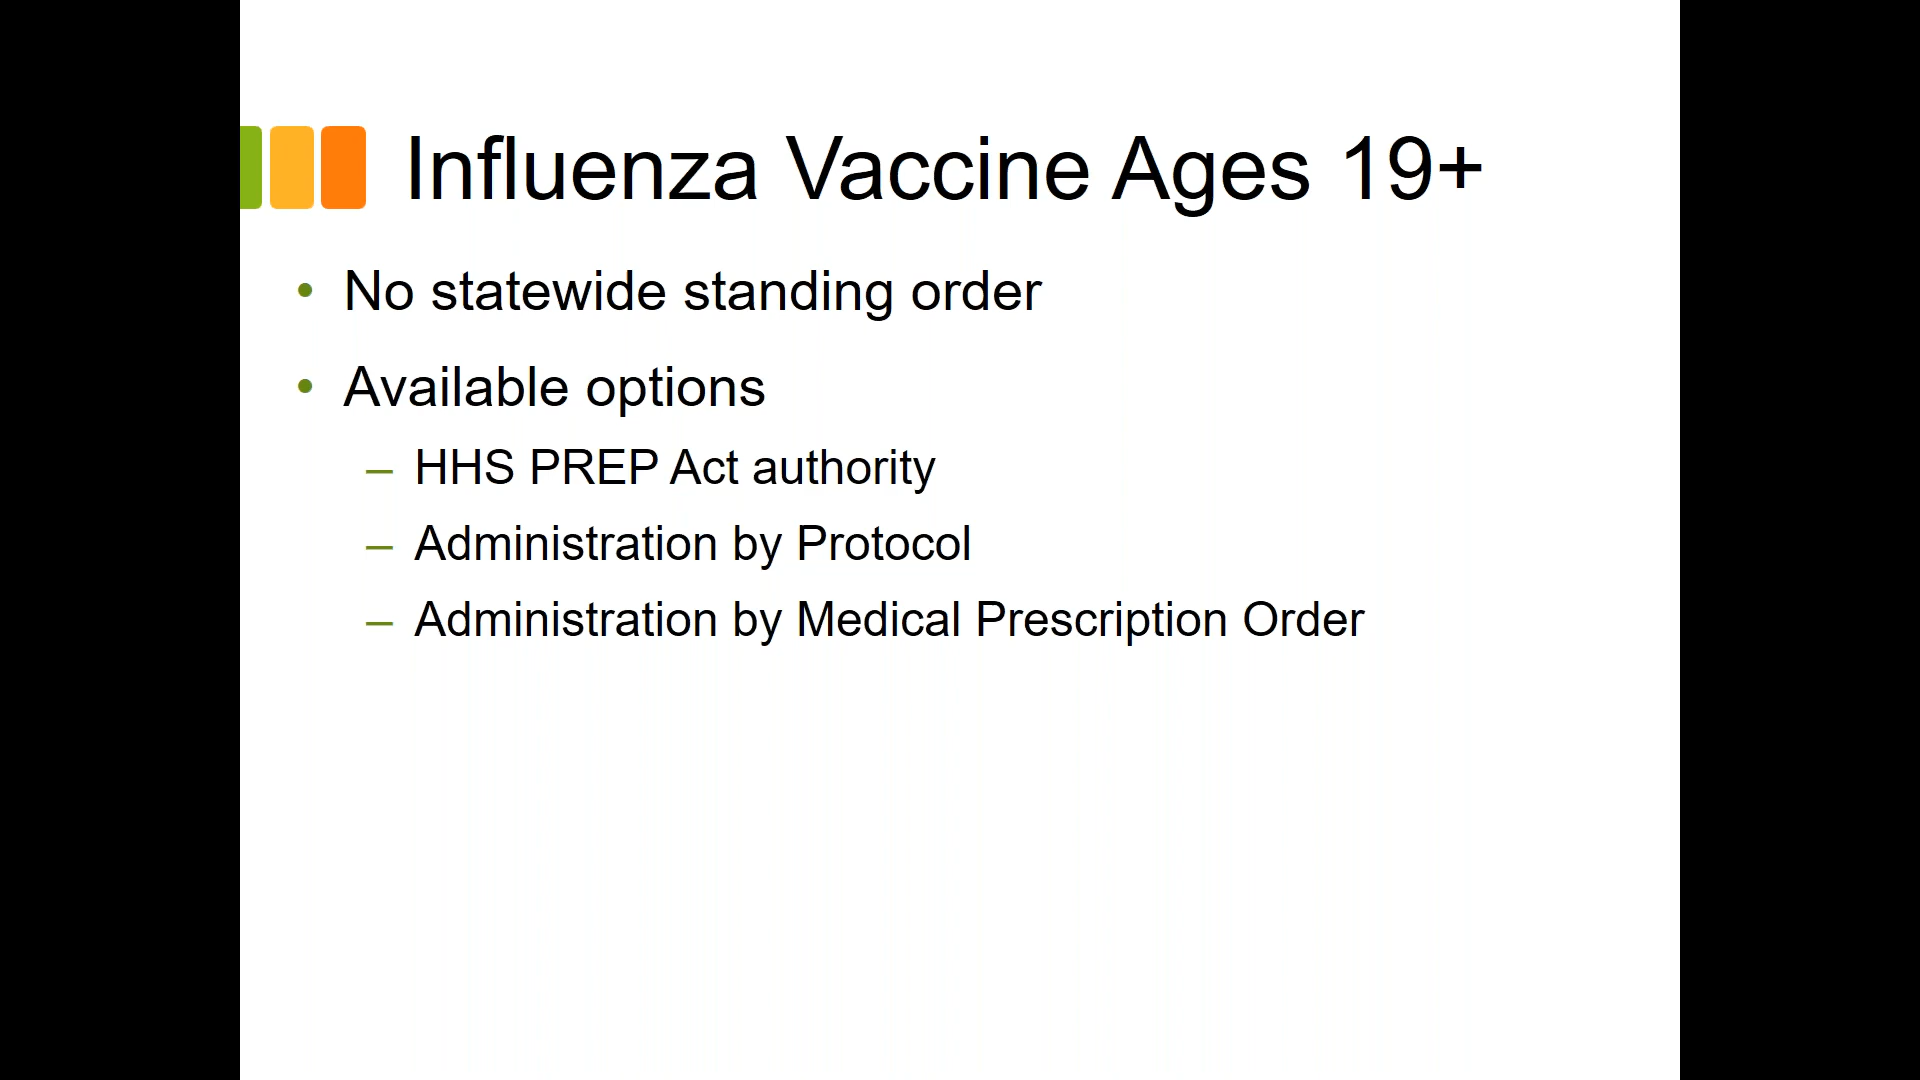 Influenza Vaccine Ages 19+
• No statewide standing order
• Available options
– HHS PREP Act authority
– Administration by Protocol
– Administration by Medical Prescription Order